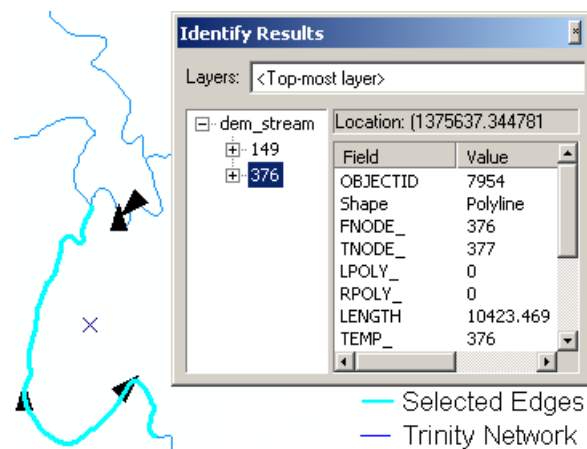 Identify Results
Layers: <Top-most layer>
dem_stream
149
376
Location: (1375637.344781
Field Value
OBJECTID 7954
Shape Polyline
FNODE_ 376
TNODE_ 377
LPOLY_ 0
RPOLY_ 0
LENGTH 10423.469
TEMP_ 376
Selected Edges
Trinity Network